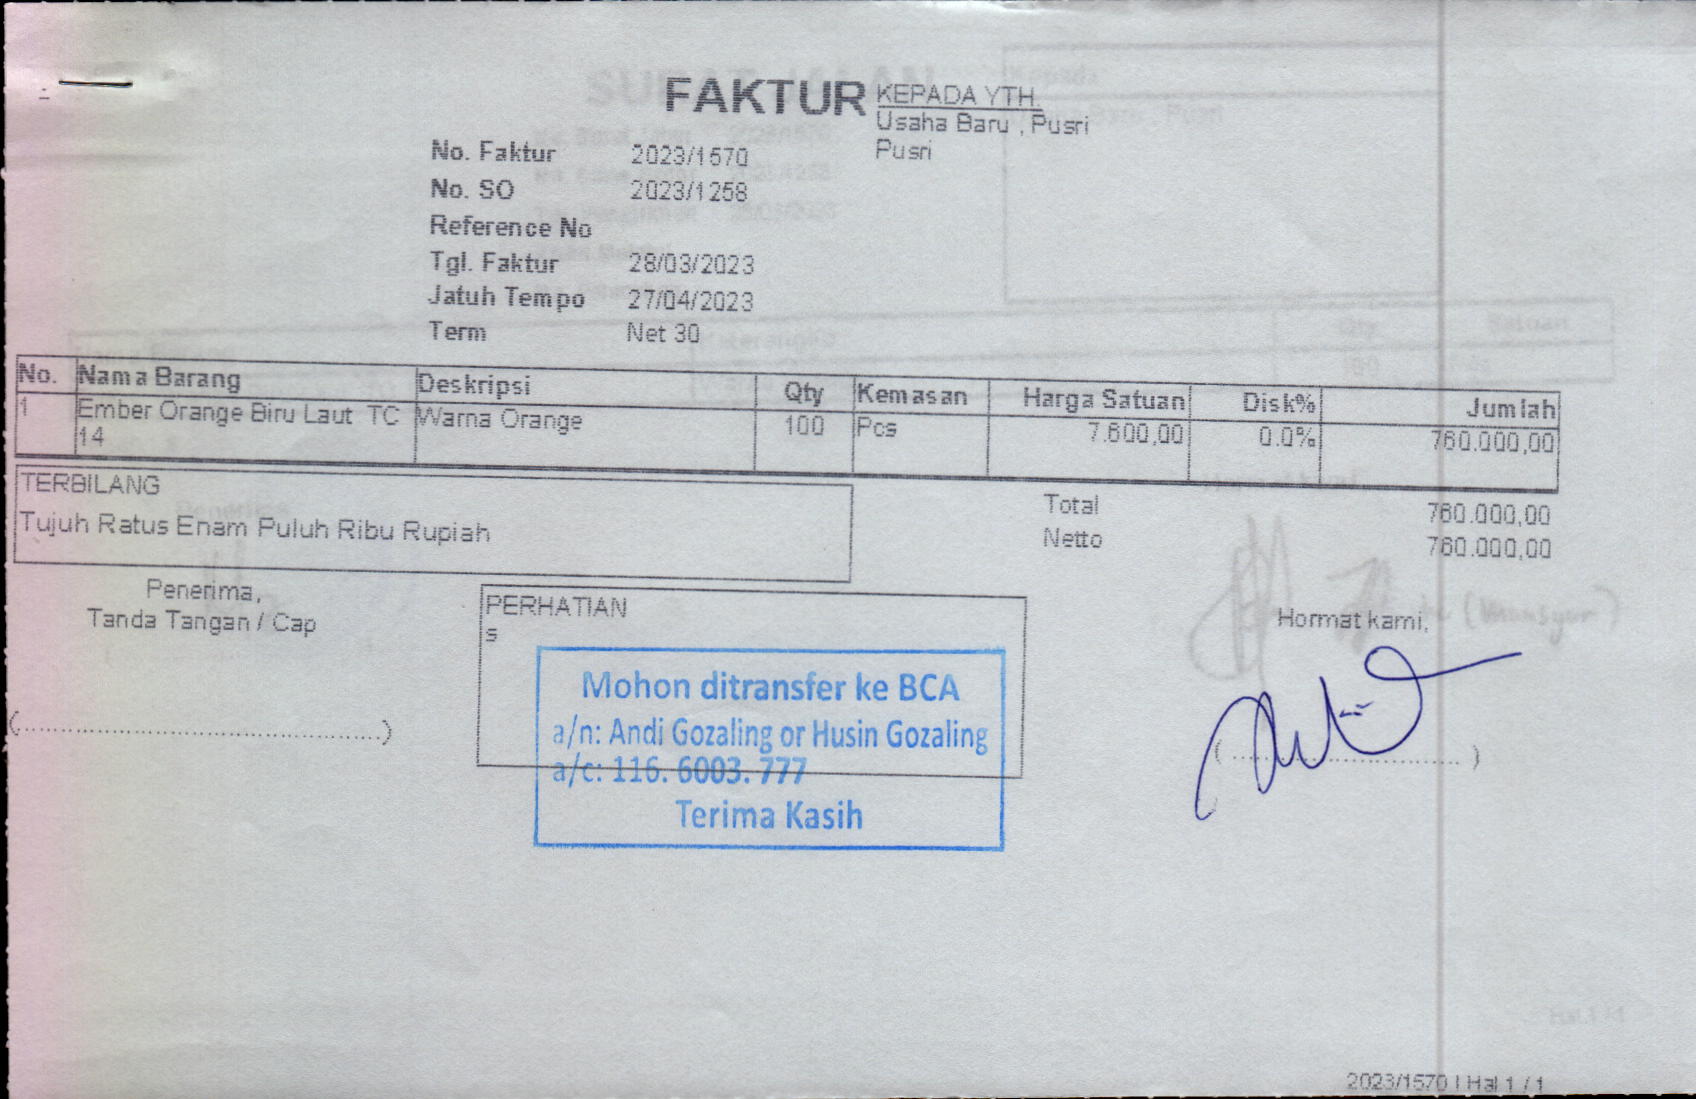 FAKTUR
KEPADA YTH.
Usaha Baru , Pusri
Pusri
No. Faktur 2023/1570
No. SO 2023/1258
Reference No
Tgl. Faktur 28/03/2023
Jatuh Tempo 27/04/2023
Term Net 30
No. Nama Barang Deskripsi Qty Kemasan Harga Satuan Disk% Jumlah
1 Ember Orange Biru Laut TC Warna Orange 100 Pcs 7.600,00 0.0% 760.000,00
14
TERBILANG
Tujuh Ratus Enam Puluh Ribu Rupiah
Total 760.000,00
Netto 760.000,00
Penerima,
Tanda Tangan / Cap
(........................................)
PERHATIAN
s
Mohon ditransfer ke BCA
a/n: Andi Gozaling or Husin Gozaling
a/c: 116. 6003. 777
Terima Kasih
Hormat kami,
2023/1570 | Hal 1 / 1